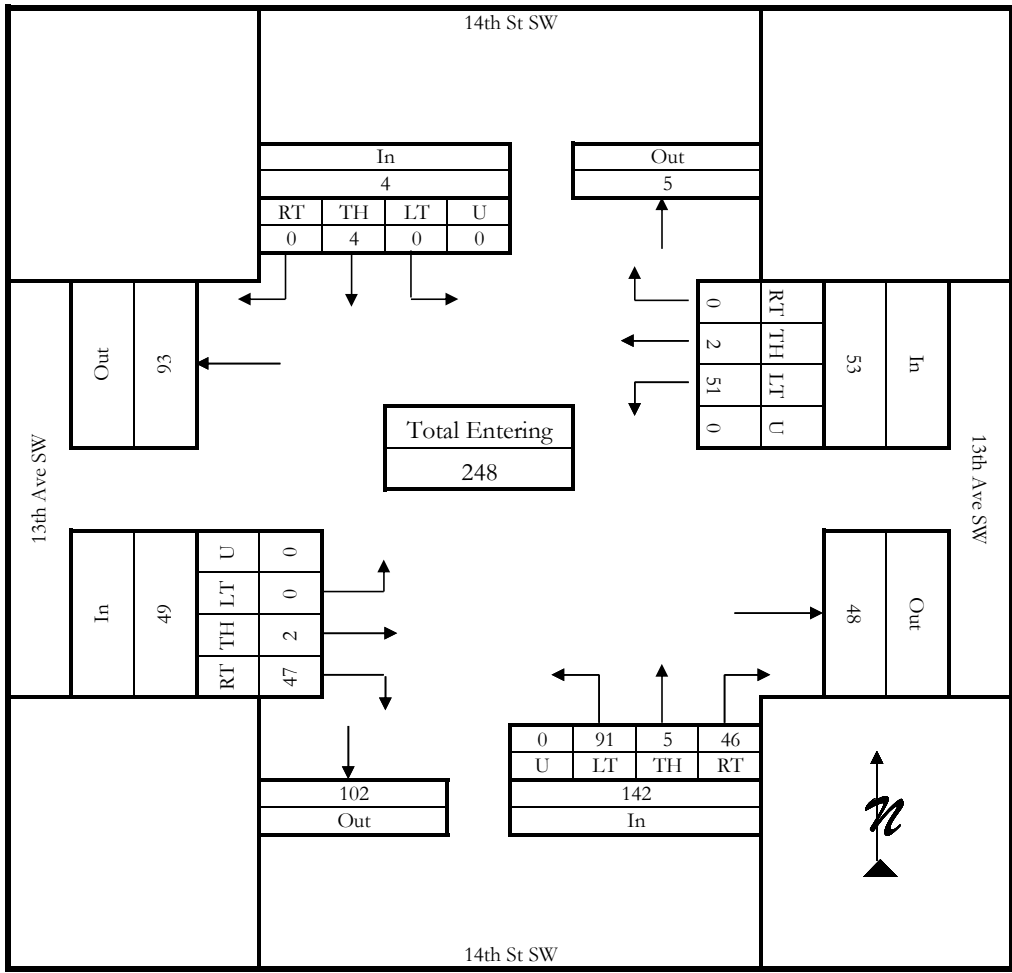 14th St SW
In
4
RT TH LT U
0 4 0 0
Out
5
Out 93
0 RT
2 TH
51 LT
0 U
53 In
Total Entering
248
13th Ave SW
13th Ave SW
In 49
U 0
LT 0
TH 2
RT 47
48 Out
0 91 5 46
U LT TH RT
142
In
102
Out
N
14th St SW